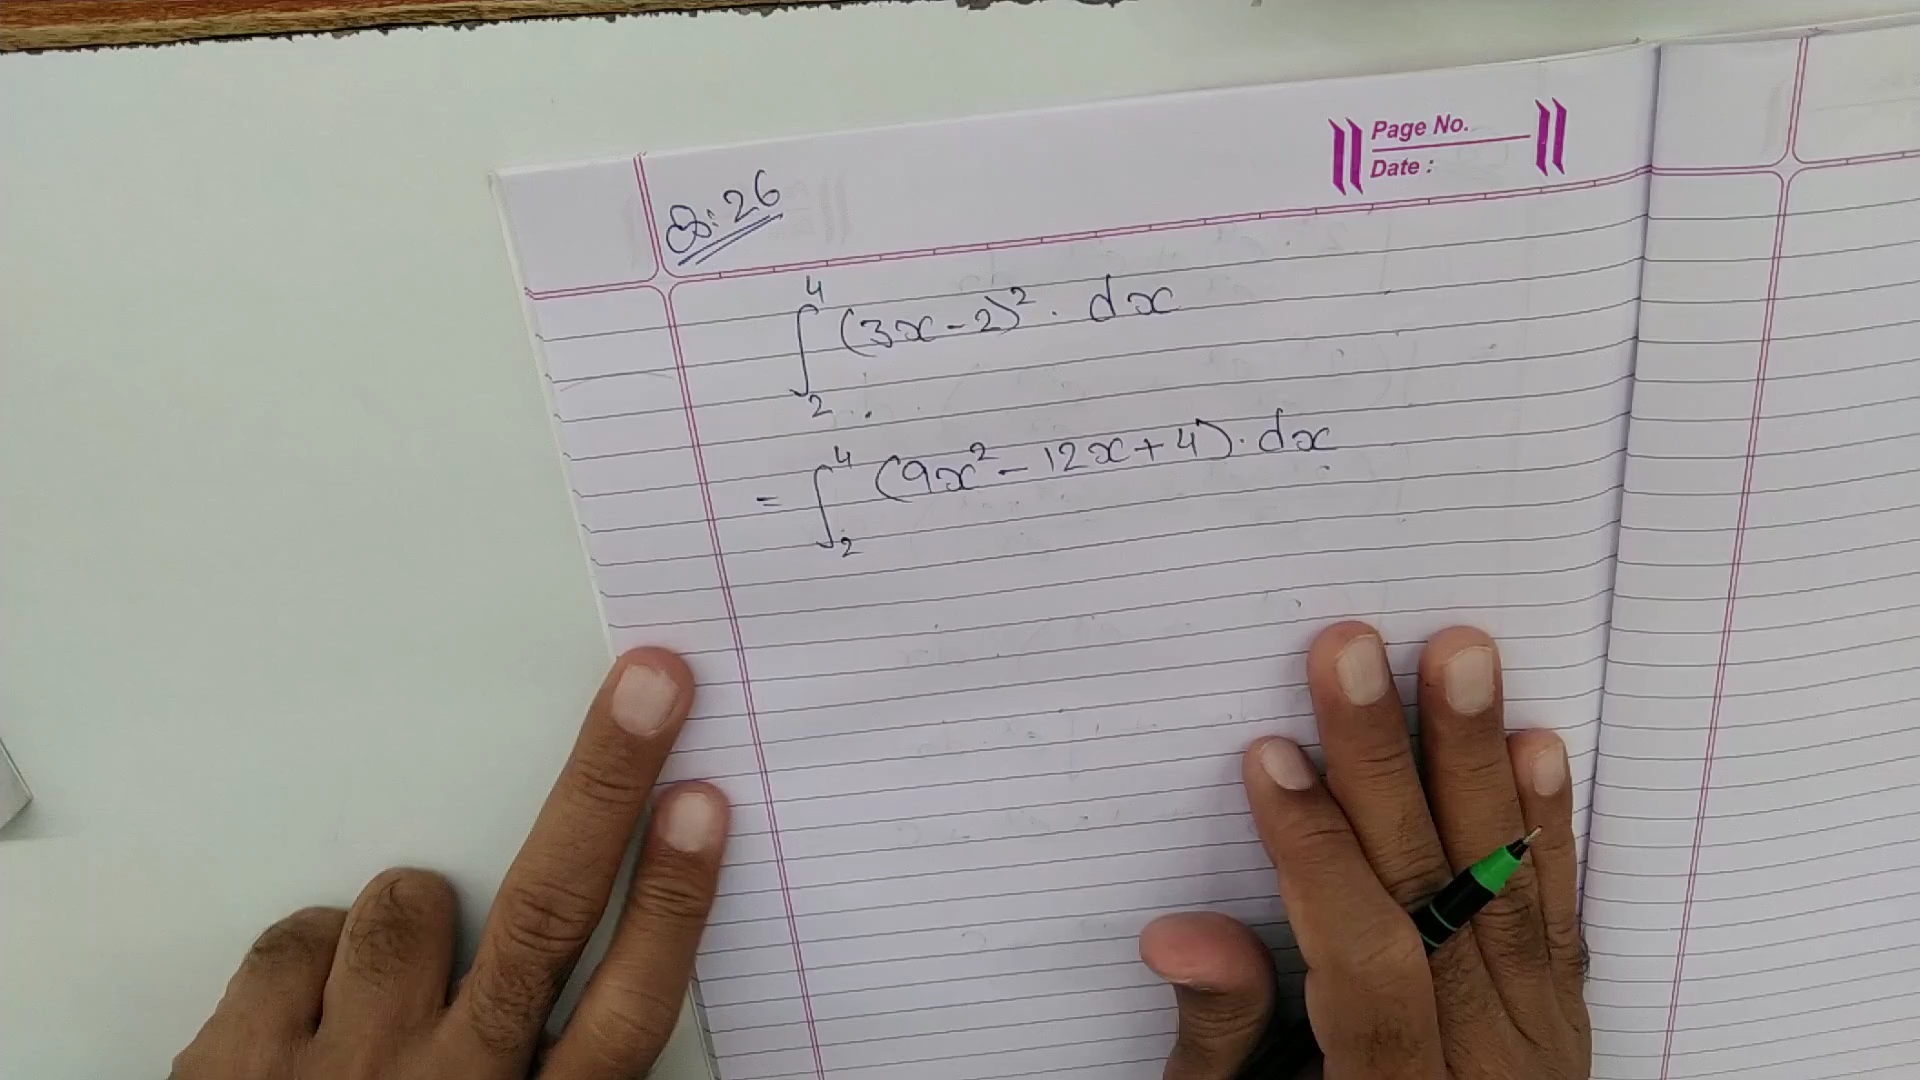 Page No.
Date :
Q: 26
∫₂⁴ (3x-2)² . dx
= ∫₂⁴ (9x² - 12x + 4) . dx